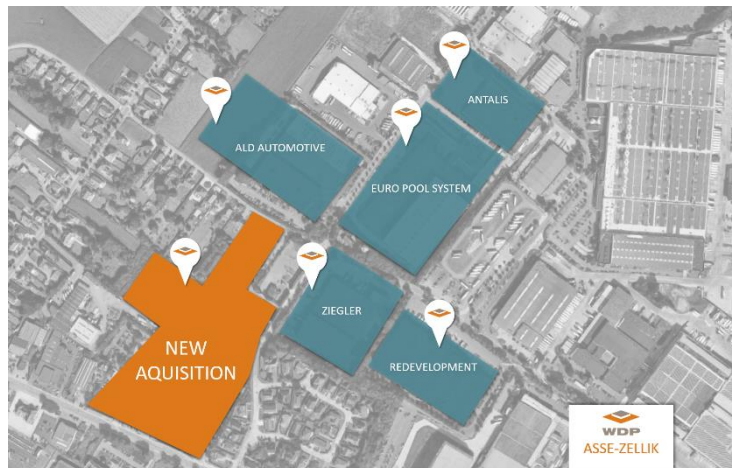 ANTALIS
ALD AUTOMOTIVE
EURO POOL SYSTEM
ZIEGLER
NEW
AQUISITION
REDEVELOPMENT
WDP
ASSE-ZELLIK